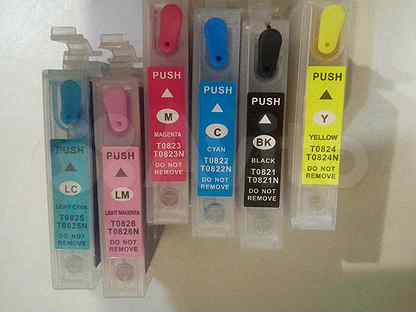 PUSH
LC
LIGHT CYAN
T0825
T0825N
DO NOT
REMOVE
PUSH
LM
LIGHT MAGENTA
T0826
T0826N
DO NOT
REMOVE
PUSH
M
MAGENTA
T0823
T0823N
DO NOT
REMOVE
PUSH
C
CYAN
T0822
T0822N
DO NOT
REMOVE
PUSH
BK
BLACK
T0821
T0821N
DO NOT
REMOVE
PUSH
Y
YELLOW
T0824
T0824N
DO NOT
REMOVE